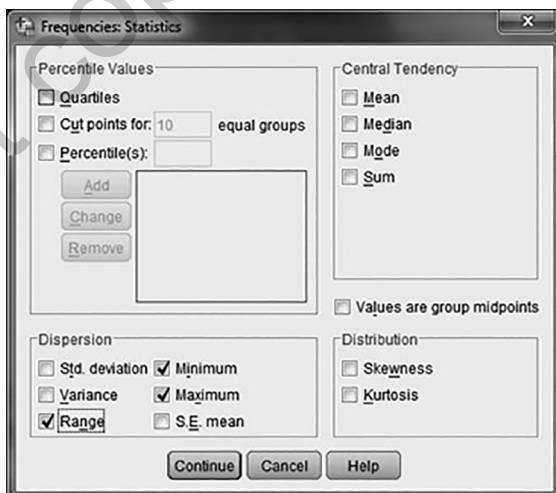 Frequencies: Statistics
Percentile Values
Quartiles
Cut points for: 10 equal groups
Percentile(s):
Add
Change
Remove
Central Tendency
Mean
Median
Mode
Sum
Values are group midpoints
Dispersion
Std. deviation Minimum
Variance Maximum
Range S.E. mean
Distribution
Skewness
Kurtosis
Continue Cancel Help